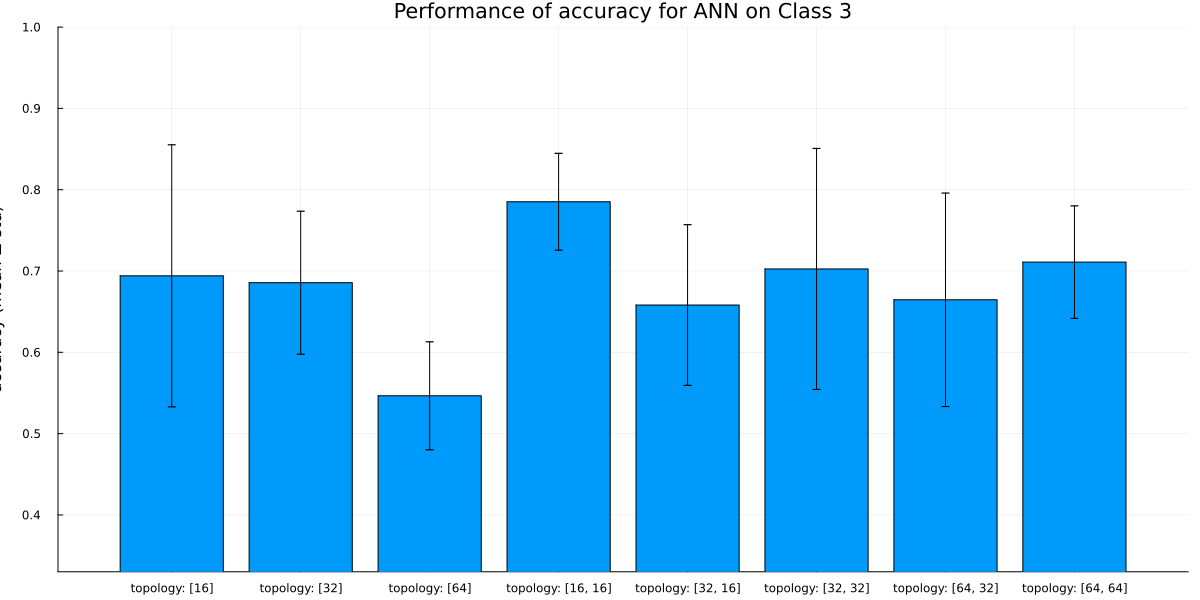 Performance of accuracy for ANN on Class 3
1.0
0.9
0.8
0.7
0.6
0.5
0.4
topology: [16]
topology: [32]
topology: [64]
topology: [16, 16]
topology: [32, 16]
topology: [32, 32]
topology: [64, 32]
topology: [64, 64]